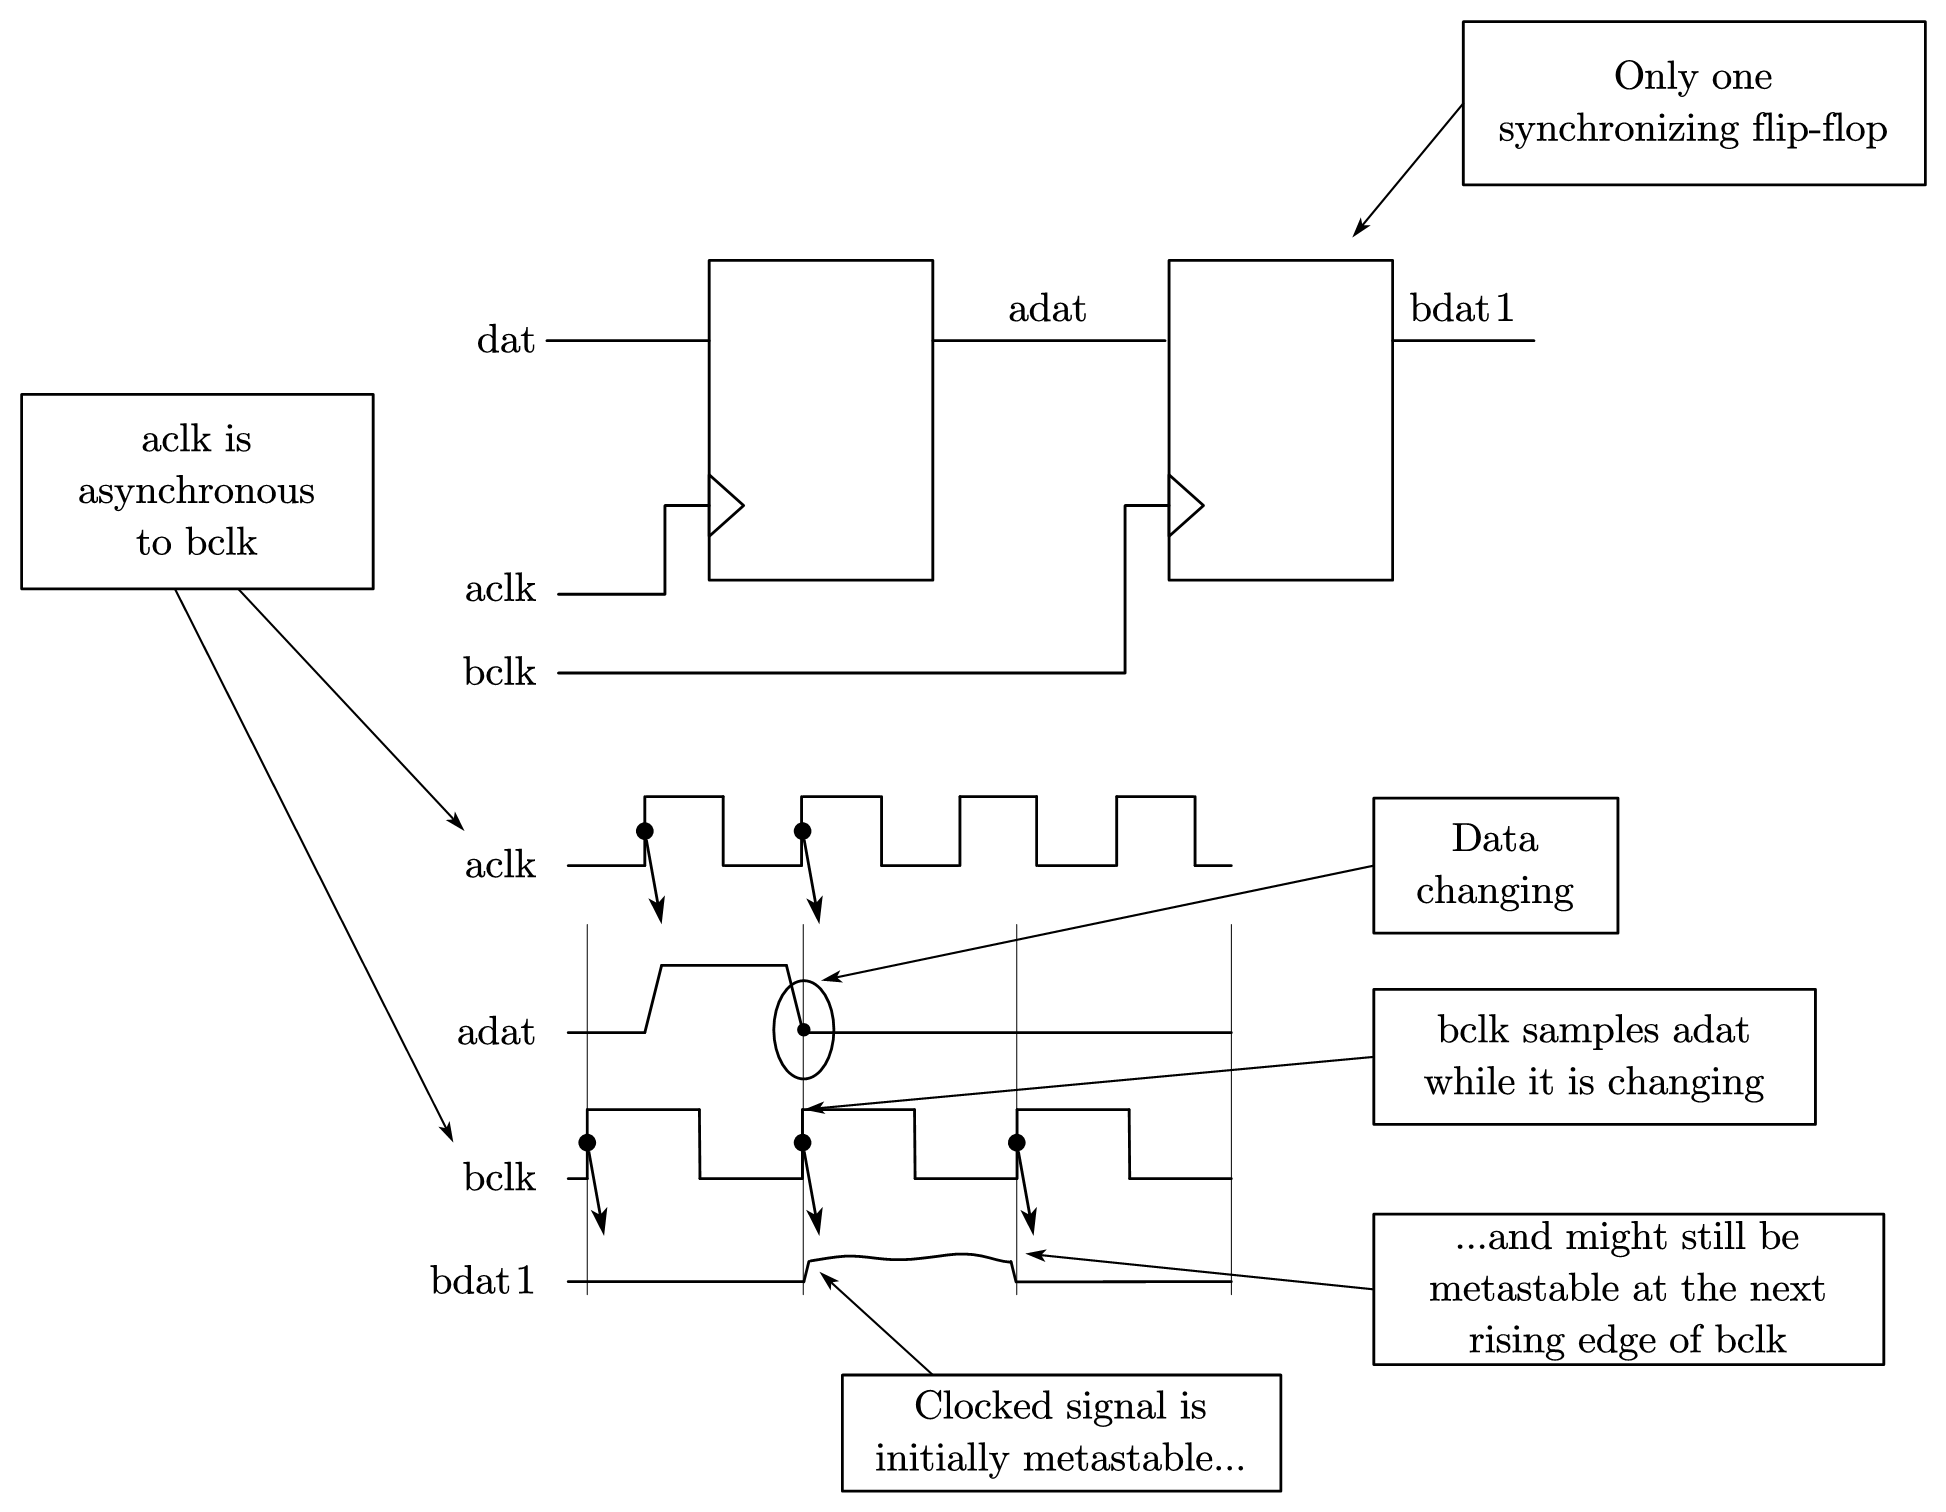 Only one
synchronizing flip-flop
adat
bdat1
dat
aclk is
asynchronous
to bclk
aclk
bclk
aclk
Data
changing
adat
bclk samples adat
while it is changing
bclk
...and might still be
metastable at the next
rising edge of bclk
bdat1
Clocked signal is
initially metastable...